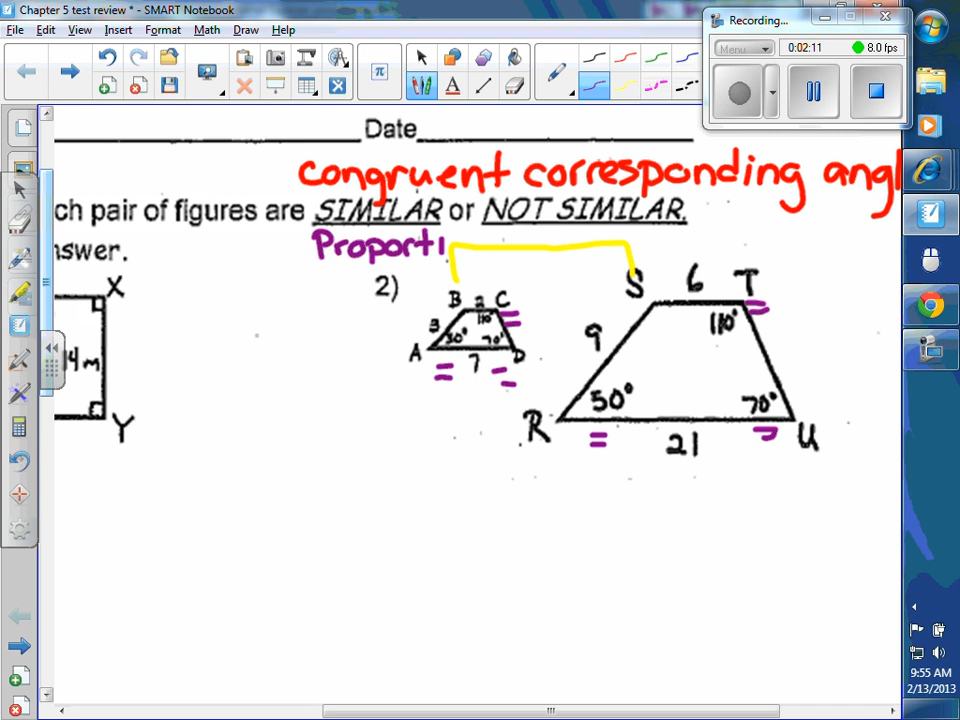 Chapter 5 test review * - SMART Notebook
File Edit View Insert Format Math Draw Help
Recording...
Menu
0:02:11
8.0 fps
π
A
Date
congruent corresponding angl
ch pair of figures are SIMILAR or NOT SIMILAR.
nswer.
Proporti
2)
X
14m
Y
B 2 C
3
110°
50° 70°
A 7 D
S 6 T
9
110°
50° 70°
R 21 U
9:55 AM
2/13/2013